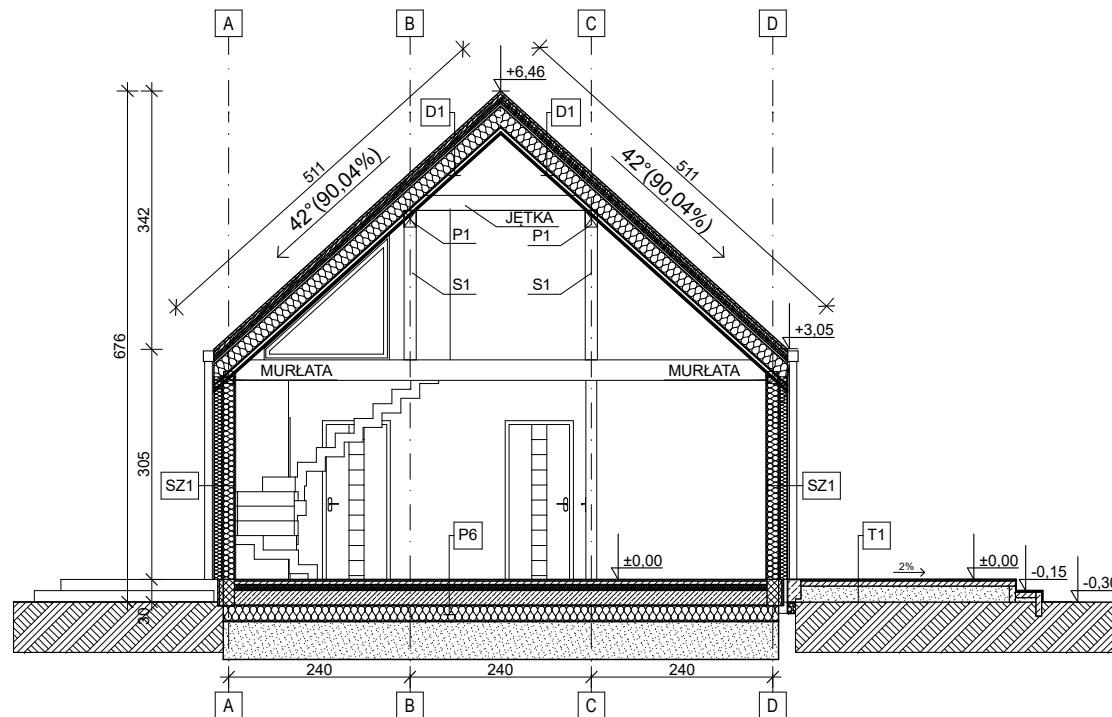 A B C D
+6,46
D1 D1
511 511
42°(90,04%) 42°(90,04%)
342
JĘTKA
P1 P1
S1 S1
676
+3,05
MURŁATA MURŁATA
305
SZ1 SZ1
P6 T1
±0,00 2% ±0,00
-0,15
-0,30
30
240 240 240
A B C D